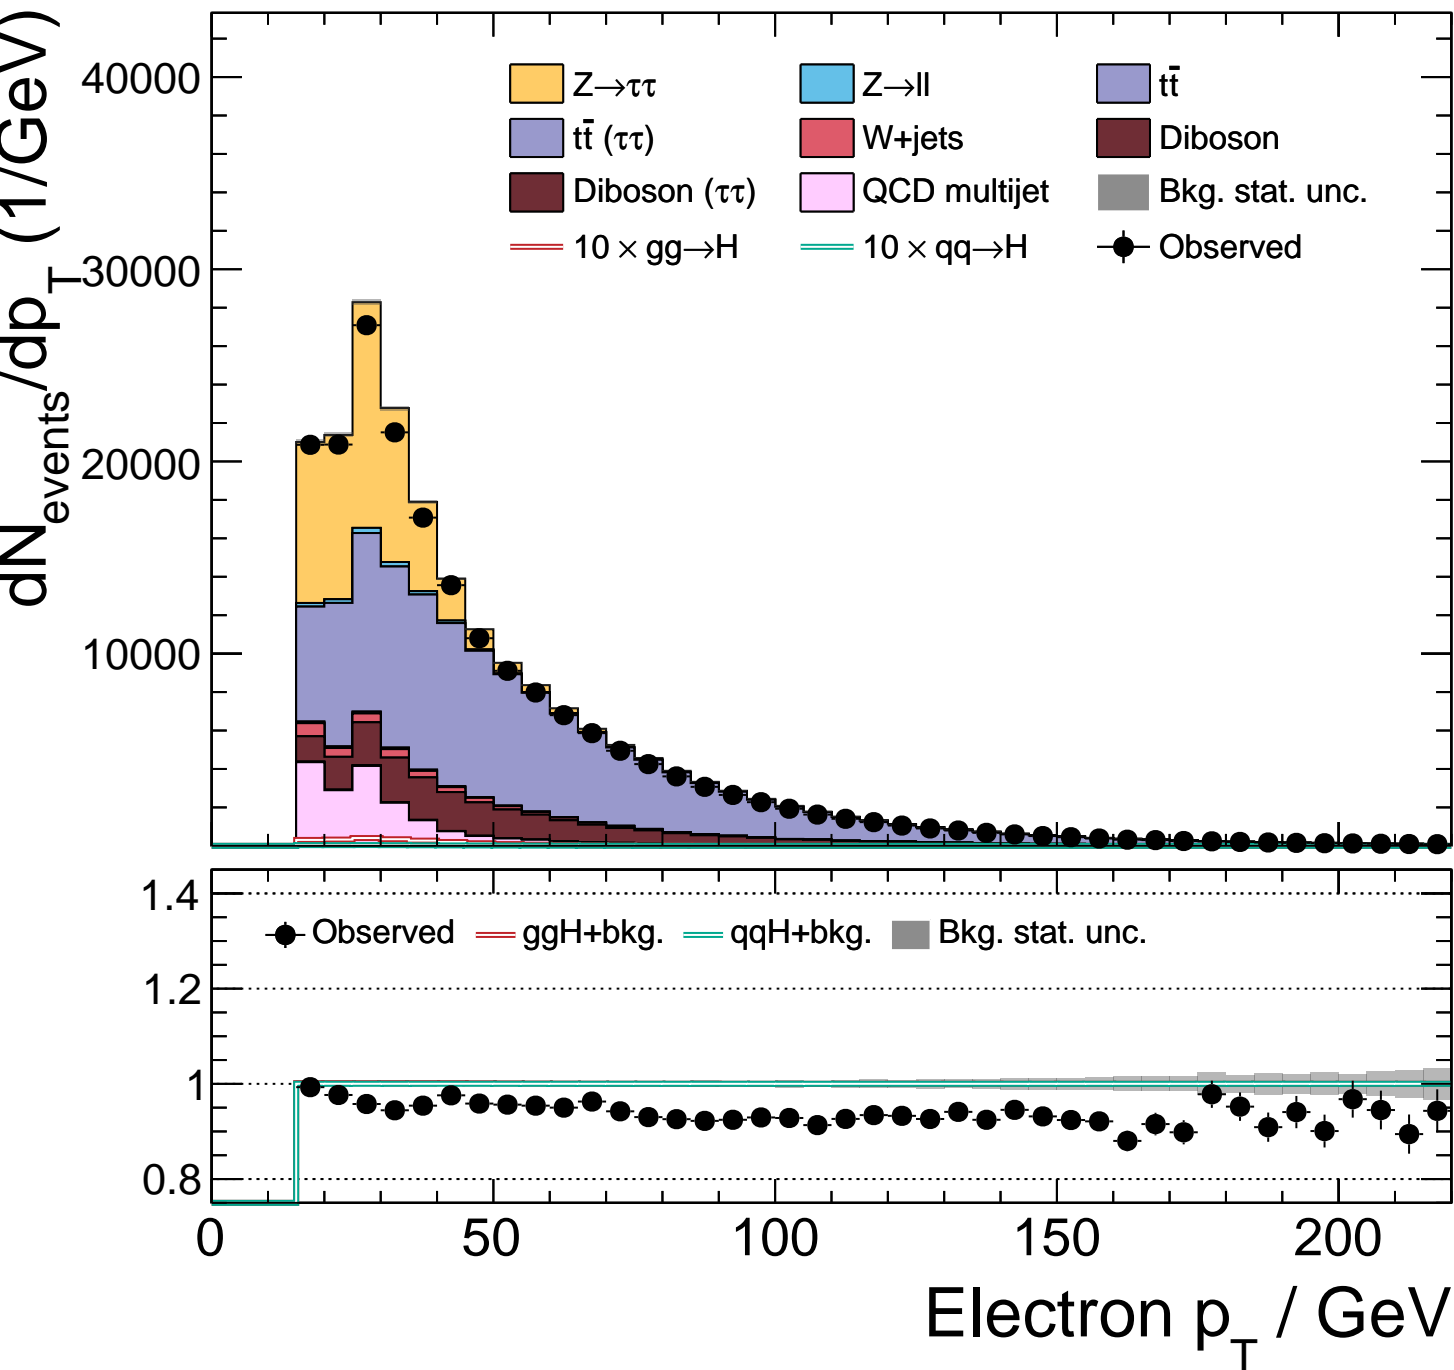 dN_events/dp_T (1/GeV)
40000
30000
20000
10000
Z→ττ Z→ll tt̄
tt̄ (ττ) W+jets Diboson
Diboson (ττ) QCD multijet Bkg. stat. unc.
10 × gg→H 10 × qq→H Observed
1.4
1.2
1
0.8
Observed ggH+bkg. qqH+bkg. Bkg. stat. unc.
0 50 100 150 200
Electron p_T / GeV